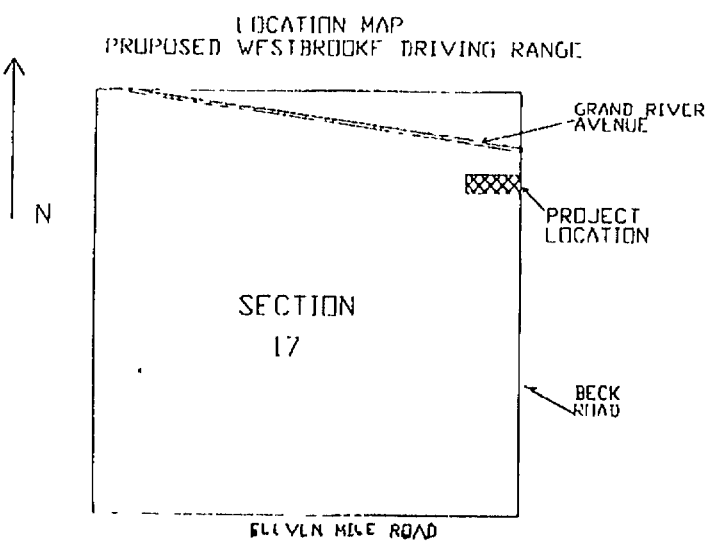 LOCATION MAP
PROPOSED WESTBROOKE DRIVING RANGE
GRAND RIVER
AVENUE
N
PROJECT
LOCATION
SECTION
17
BECK
ROAD
ELEVEN MILE ROAD